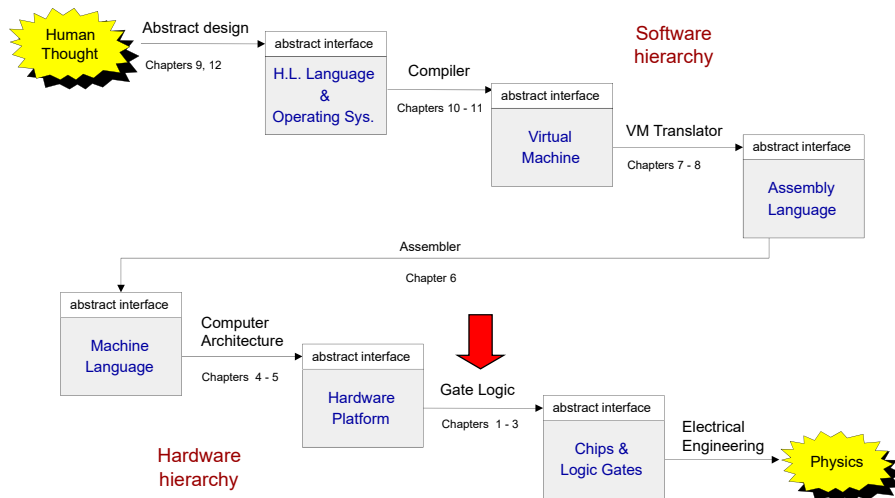 Human
Thought
Abstract design
Chapters 9, 12
abstract interface
H.L. Language
&
Operating Sys.
Compiler
Chapters 10 - 11
Software
hierarchy
abstract interface
Virtual
Machine
VM Translator
Chapters 7 - 8
abstract interface
Assembly
Language
Assembler
Chapter 6
abstract interface
Machine
Language
Computer
Architecture
Chapters 4 - 5
abstract interface
Hardware
Platform
Gate Logic
Chapters 1 - 3
abstract interface
Chips &
Logic Gates
Electrical
Engineering
Physics
Hardware
hierarchy